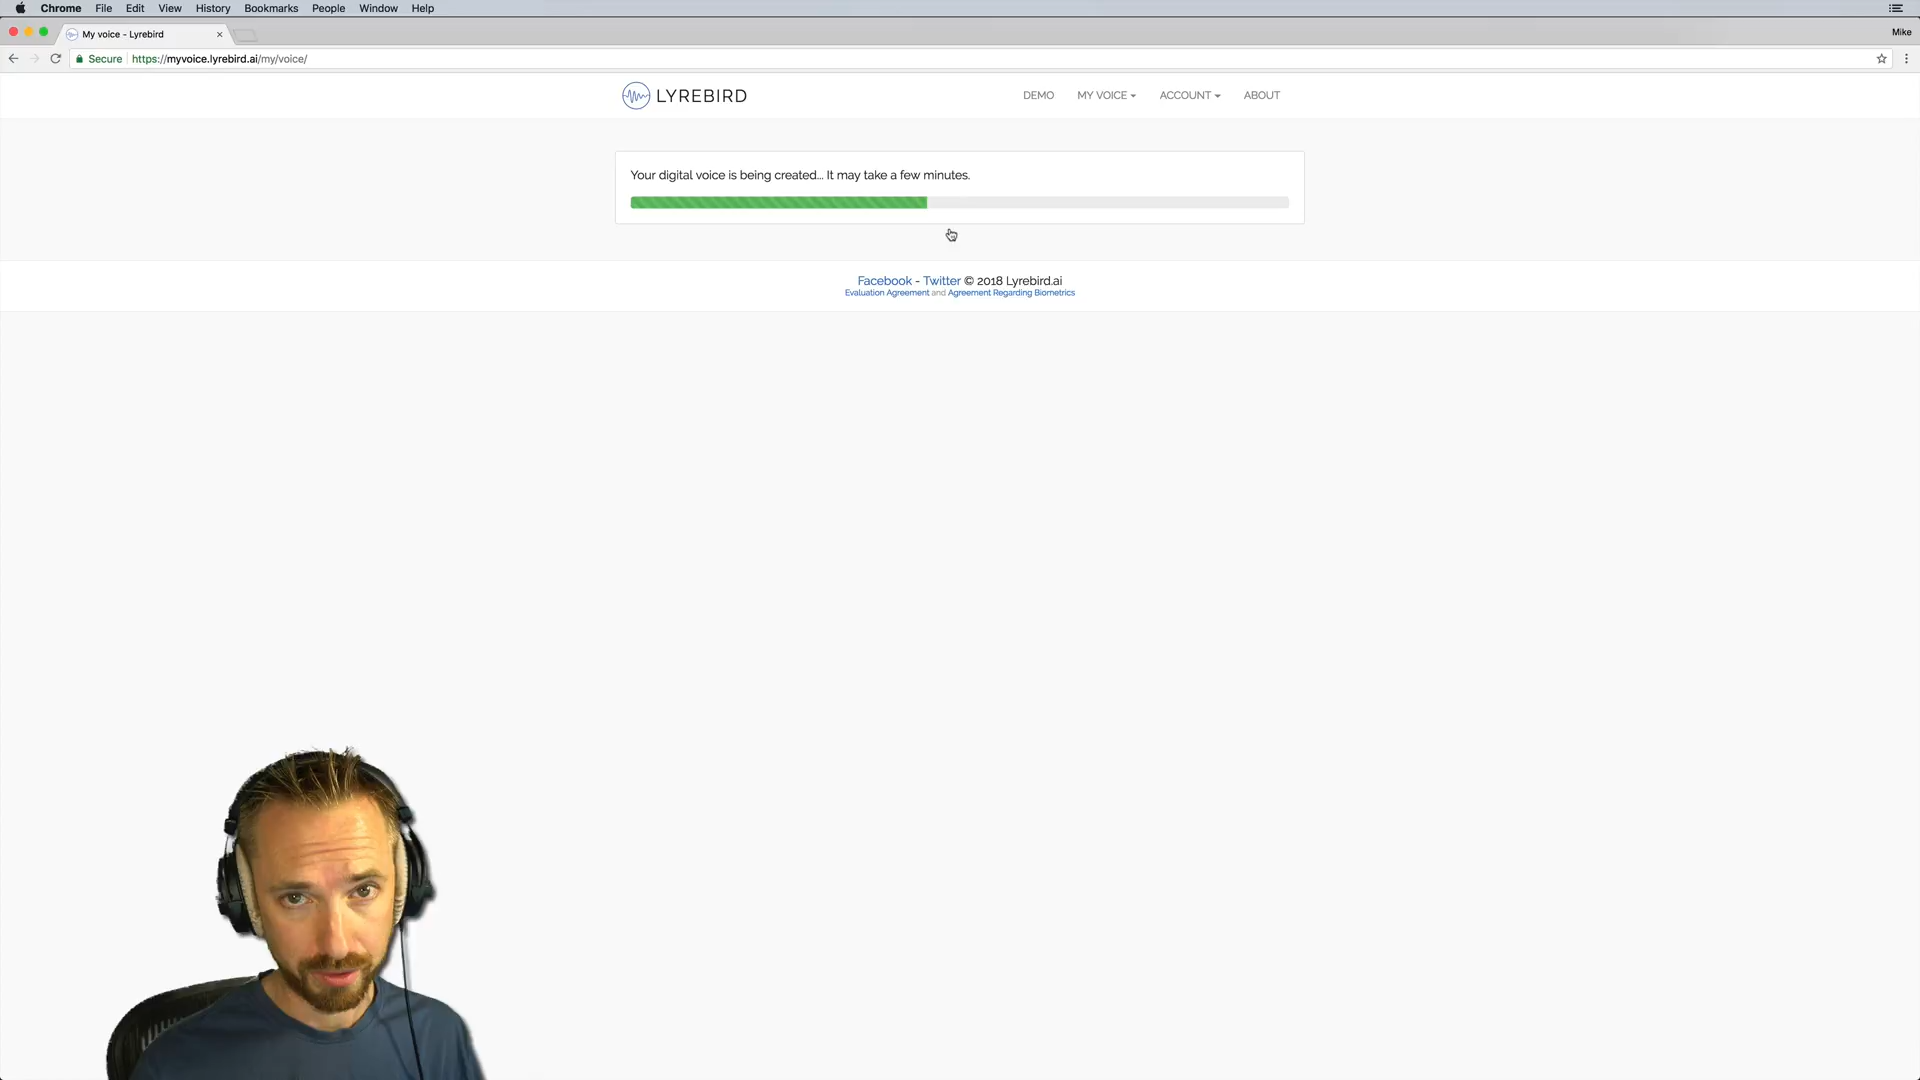 Chrome File Edit View History Bookmarks People Window Help
My voice - Lyrebird
Mike
Secure https://myvoice.lyrebird.ai/my/voice/
LYREBIRD DEMO MY VOICE ACCOUNT ABOUT
Your digital voice is being created... It may take a few minutes.
Facebook - Twitter © 2018 Lyrebird.ai
Evaluation Agreement and Agreement Regarding Biometrics